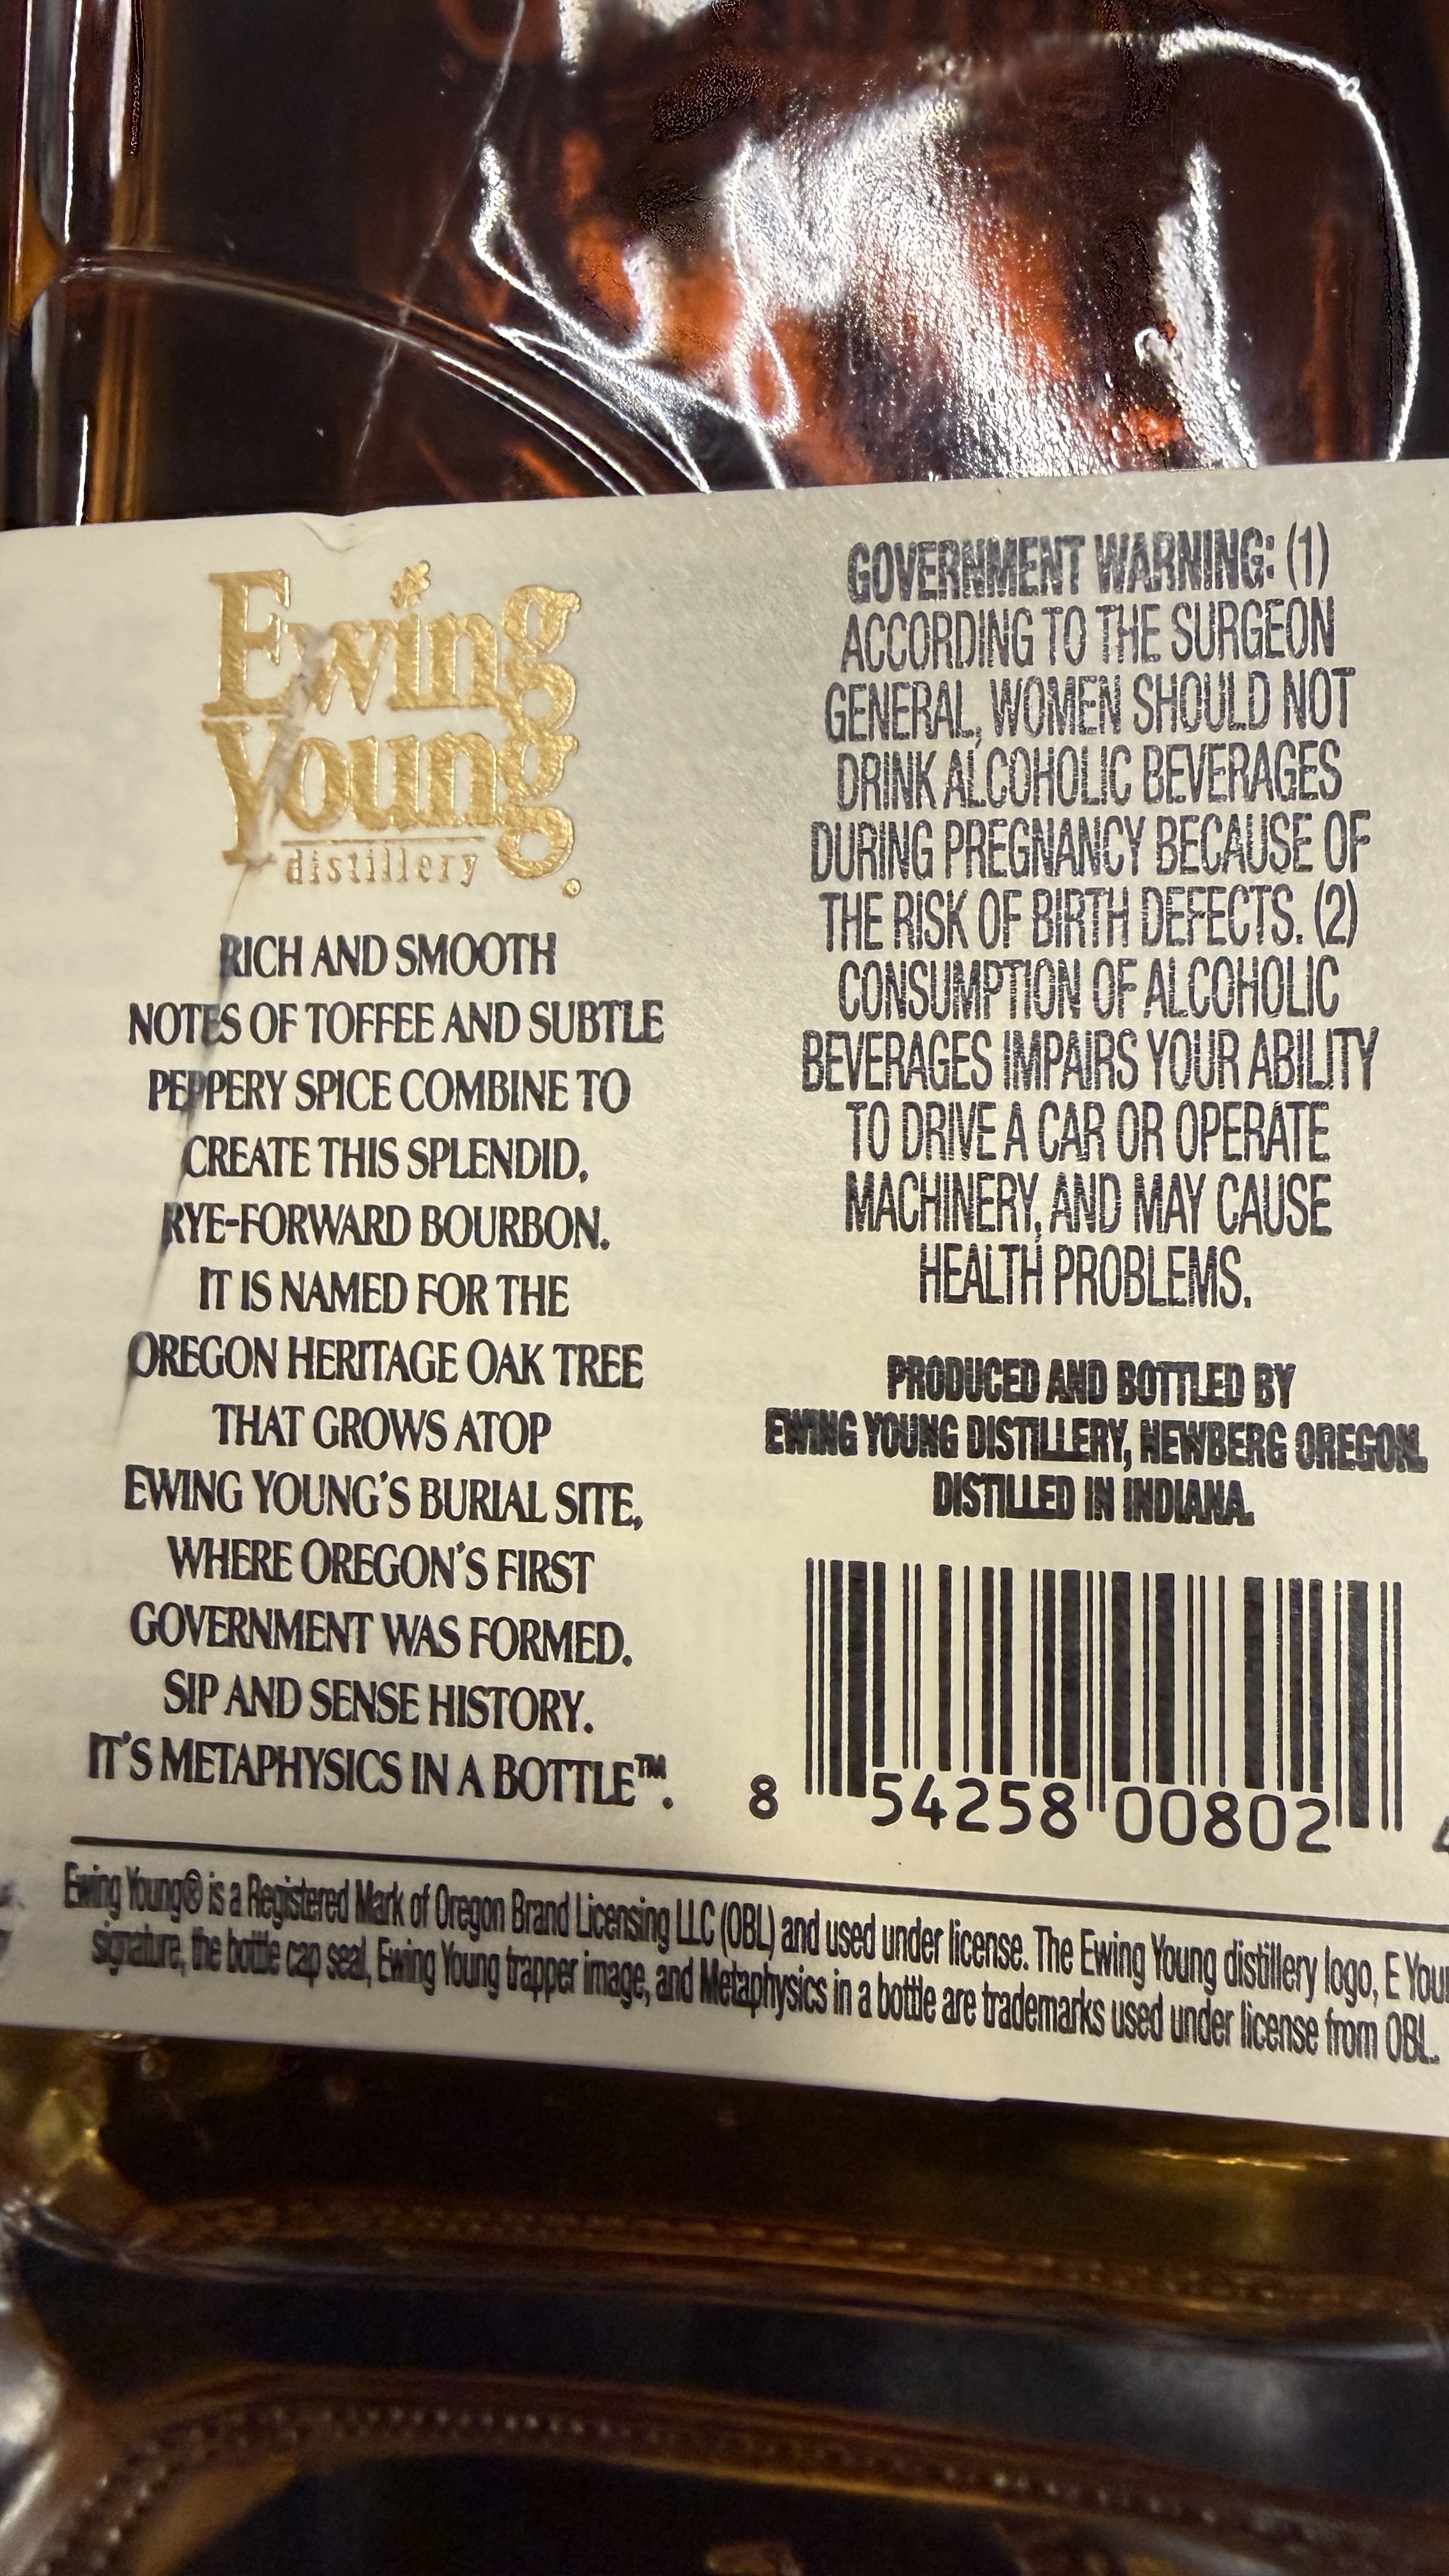 Ewing
Young
distillery
RICH AND SMOOTH
NOTES OF TOFFEE AND SUBTLE
PEPPERY SPICE COMBINE TO
CREATE THIS SPLENDID,
RYE-FORWARD BOURBON.
IT IS NAMED FOR THE
OREGON HERITAGE OAK TREE
THAT GROWS ATOP
EWING YOUNG'S BURIAL SITE,
WHERE OREGON'S FIRST
GOVERNMENT WAS FORMED.
SIP AND SENSE HISTORY.
IT'S METAPHYSICS IN A BOTTLE™.
GOVERNMENT WARNING: (1)
ACCORDING TO THE SURGEON
GENERAL, WOMEN SHOULD NOT
DRINK ALCOHOLIC BEVERAGES
DURING PREGNANCY BECAUSE OF
THE RISK OF BIRTH DEFECTS. (2)
CONSUMPTION OF ALCOHOLIC
BEVERAGES IMPAIRS YOUR ABILITY
TO DRIVE A CAR OR OPERATE
MACHINERY, AND MAY CAUSE
HEALTH PROBLEMS.
PRODUCED AND BOTTLED BY
EWING YOUNG DISTILLERY, NEWBERG OREGON.
DISTILLED IN INDIANA.
8 54258 00802
Ewing Young® is a Registered Mark of Oregon Brand Licensing LLC (OBL) and used under license. The Ewing Young distillery logo, E
signature, the bottle cap seal, Ewing Young trapper image, and Metaphysics in a bottle are trademarks used under license from OBL.